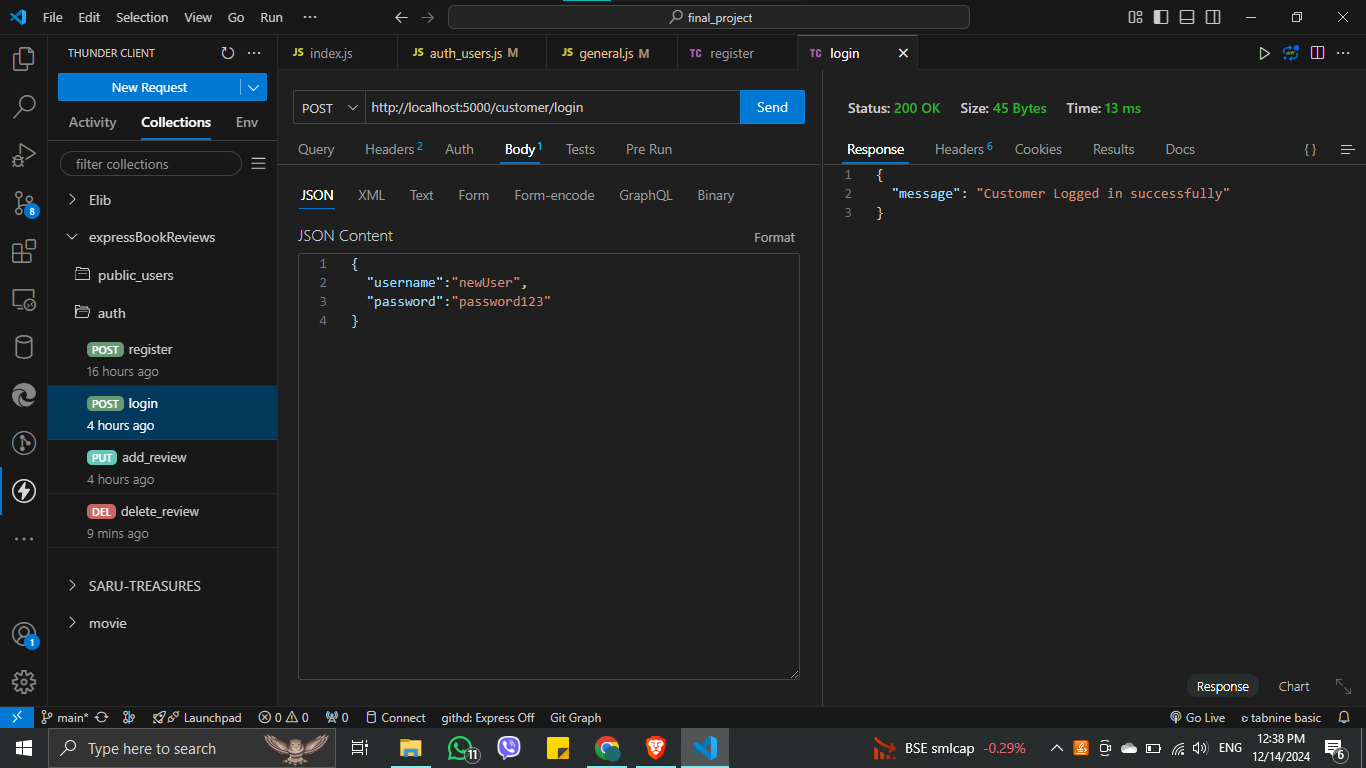 File Edit Selection View Go Run ··· final_project
THUNDER CLIENT
New Request
Activity Collections Env
filter collections
Elib
expressBookReviews
public_users
auth
POST register
16 hours ago
POST login
4 hours ago
PUT add_review
4 hours ago
DEL delete_review
9 mins ago
SARU-TREASURES
movie
JS index.js JS auth_users.js M JS general.js M TC register TC login
POST http://localhost:5000/customer/login Send
Query Headers 2 Auth Body 1 Tests Pre Run
JSON XML Text Form Form-encode GraphQL Binary
JSON Content Format
1 {
2 "username":"newUser",
3 "password":"password123"
4 }
Status: 200 OK Size: 45 Bytes Time: 13 ms
Response Headers 6 Cookies Results Docs { }
1 {
2 "message": "Customer Logged in successfully"
3 }
Response Chart
8
1
main* Launchpad 0 0 0 Connect githd: Express Off Git Graph Go Live tabnine basic
Type here to search 11 BSE smlcap -0.29% ENG 12:38 PM
12/14/2024 6